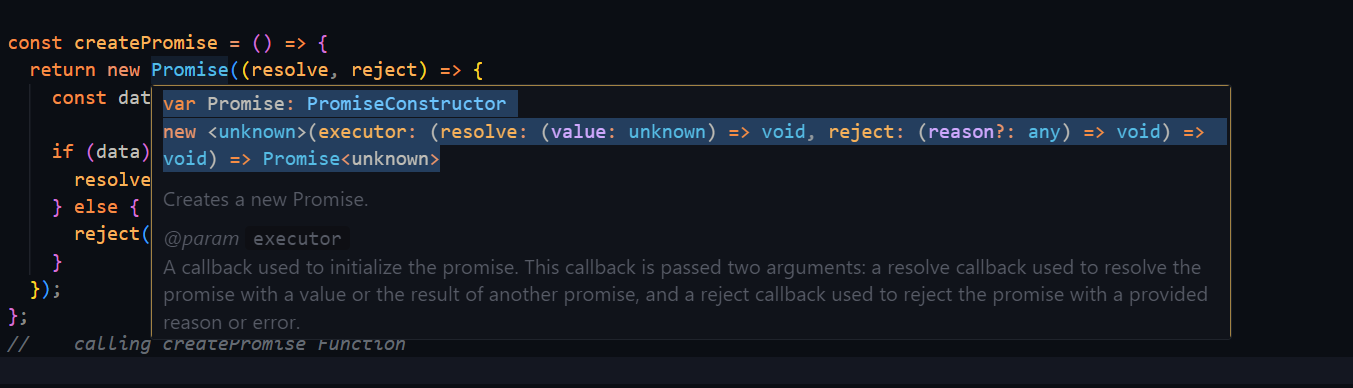 const createPromise = () => {
return new Promise((resolve, reject) => {
const dat
var Promise: PromiseConstructor
new <unknown>(executor: (resolve: (value: unknown) => void, reject: (reason?: any) => void) =>
void) => Promise<unknown>
if (data)
resolve
Creates a new Promise.
} else {
reject(
@param executor
A callback used to initialize the promise. This callback is passed two arguments: a resolve callback used to resolve the
promise with a value or the result of another promise, and a reject callback used to reject the promise with a provided
reason or error.
}
});
};
// calling createPromise Function